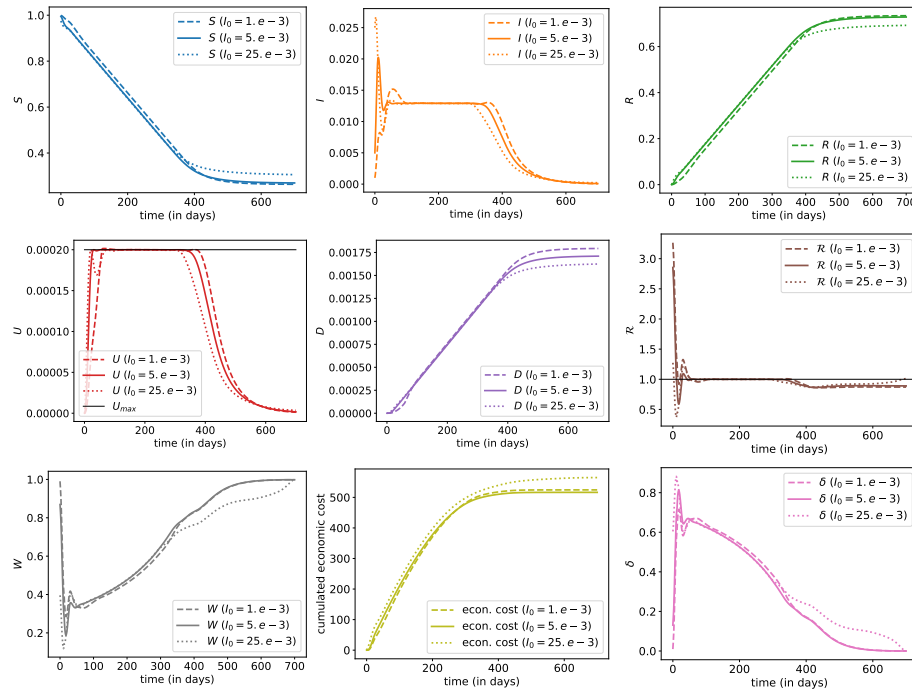 1.0
0.8
0.6
0.4
S
0
200
400
600
time (in days)
S (I₀ = 1.e − 3)
S (I₀ = 5.e − 3)
S (I₀ = 25.e − 3)
0.025
0.020
0.015
0.010
0.005
0.000
I
0
200
400
600
time (in days)
I (I₀ = 1.e − 3)
I (I₀ = 5.e − 3)
I (I₀ = 25.e − 3)
0.6
0.4
0.2
0.0
R
0
100
200
300
400
500
600
700
time (in days)
R (I₀ = 1.e − 3)
R (I₀ = 5.e − 3)
R (I₀ = 25.e − 3)
0.00020
0.00015
0.00010
0.00005
0.00000
U
0
200
400
600
time (in days)
U (I₀ = 1.e − 3)
U (I₀ = 5.e − 3)
U (I₀ = 25.e − 3)
Umax
0.00175
0.00150
0.00125
0.00100
0.00075
0.00050
0.00025
0.00000
D
0
200
400
600
time (in days)
D (I₀ = 1.e − 3)
D (I₀ = 5.e − 3)
D (I₀ = 25.e − 3)
3.0
2.5
2.0
1.5
1.0
0.5
ℛ
0
200
400
600
time (in days)
ℛ (I₀ = 1.e − 3)
ℛ (I₀ = 5.e − 3)
ℛ (I₀ = 25.e − 3)
1.0
0.8
0.6
0.4
0.2
W
0
100
200
300
400
500
600
700
time (in days)
W (I₀ = 1.e − 3)
W (I₀ = 5.e − 3)
W (I₀ = 25.e − 3)
500
400
300
200
100
0
cumulated economic cost
0
200
400
600
time (in days)
econ. cost (I₀ = 1.e − 3)
econ. cost (I₀ = 5.e − 3)
econ. cost (I₀ = 25.e − 3)
0.8
0.6
0.4
0.2
0.0
δ
0
200
400
600
time (in days)
δ (I₀ = 1.e − 3)
δ (I₀ = 5.e − 3)
δ (I₀ = 25.e − 3)